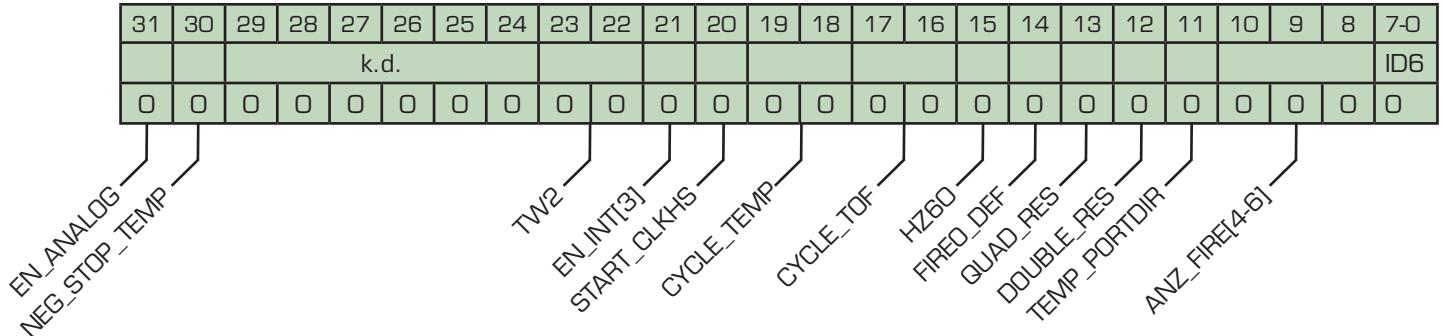 31 30 29 28 27 26 25 24 23 22 21 20 19 18 17 16 15 14 13 12 11 10 9 8 7-0
k.d. ID6
0 0 0 0 0 0 0 0 0 0 0 0 0 0 0 0 0 0 0 0 0 0 0 0 0
EN_ANALOG
NEG_STOP_TEMP
TW2
EN_INT[3]
START_CLKHS
CYCLE_TEMP
CYCLE_TOF
HZ60
FIRE0_DEF
QUAD_RES
DOUBLE_RES
TEMP_PORTDIR
ANZ_FIRE[4-6]